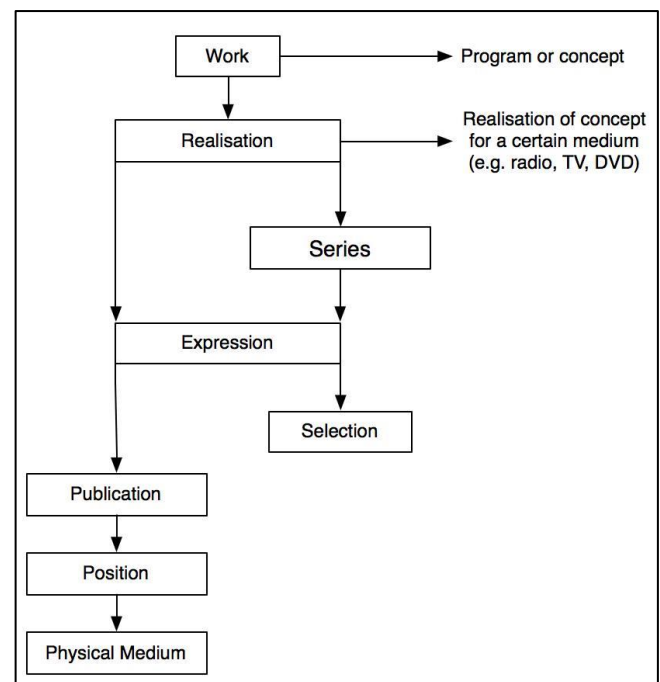 Work
Program or concept
Realisation
Realisation of concept
for a certain medium
(e.g. radio, TV, DVD)
Series
Expression
Selection
Publication
Position
Physical Medium